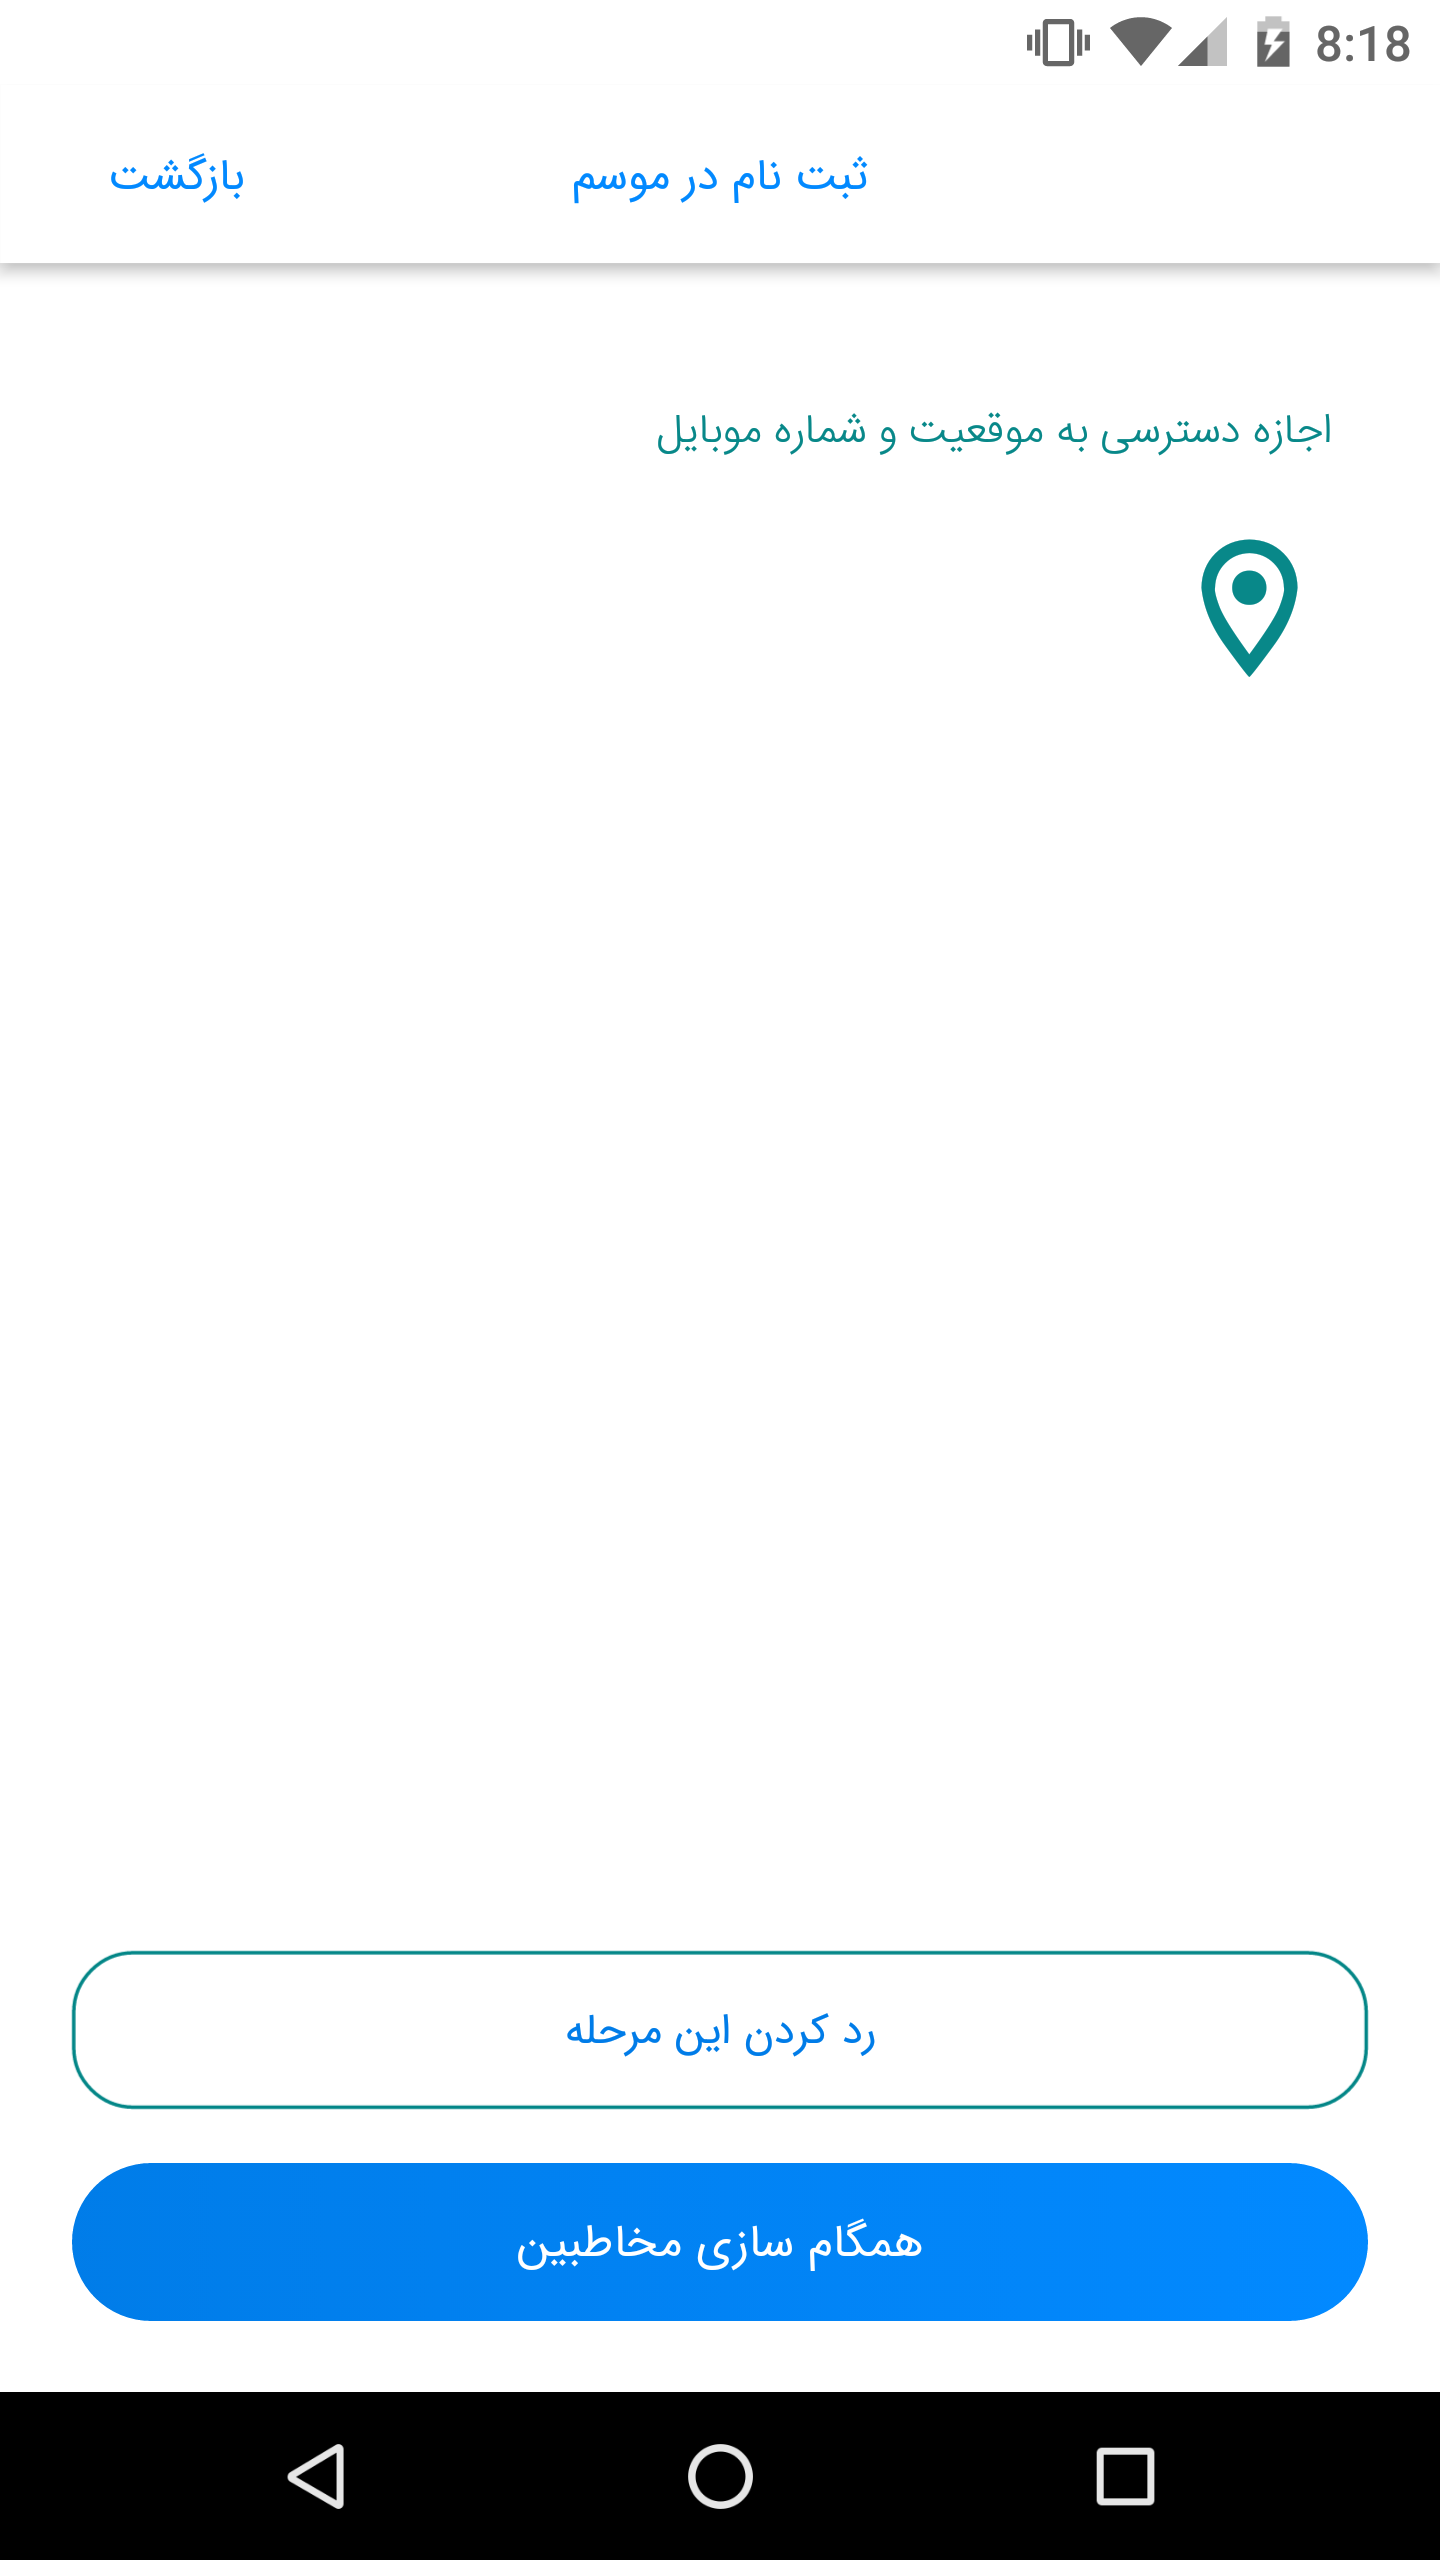 8:18
ثبت نام در موسم
بازگشت
اجازه دسترسی به موقعیت و شماره موبایل
رد کردن این مرحله
همگام سازی مخاطبین